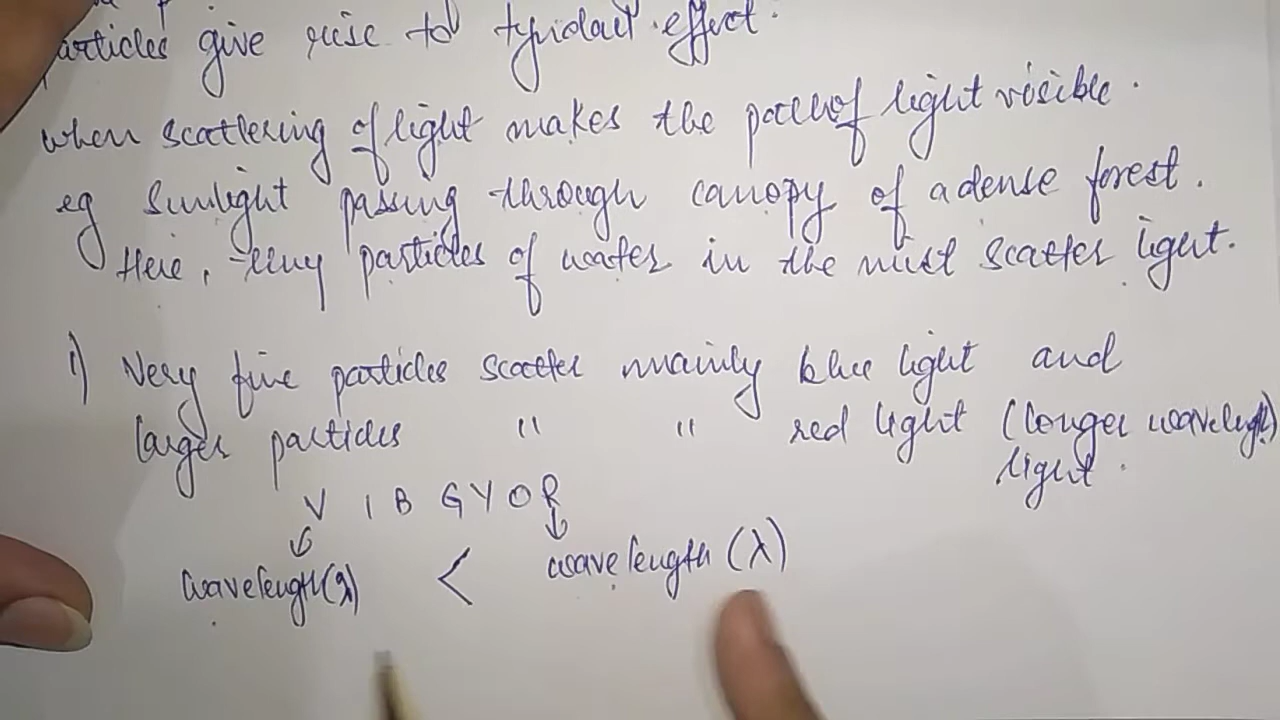 particles give rise to tyndall effect.
when scattering of light makes the path of light visible.
eg sunlight passing through canopy of a dense forest.
Here, tiny particles of water in the mist scatter light.
1) Very fine particles scatter mainly blue light and
larger particles " " red light (longer wavelength)
light.
V I B G Y O R
wavelength(λ) < wavelength (λ)